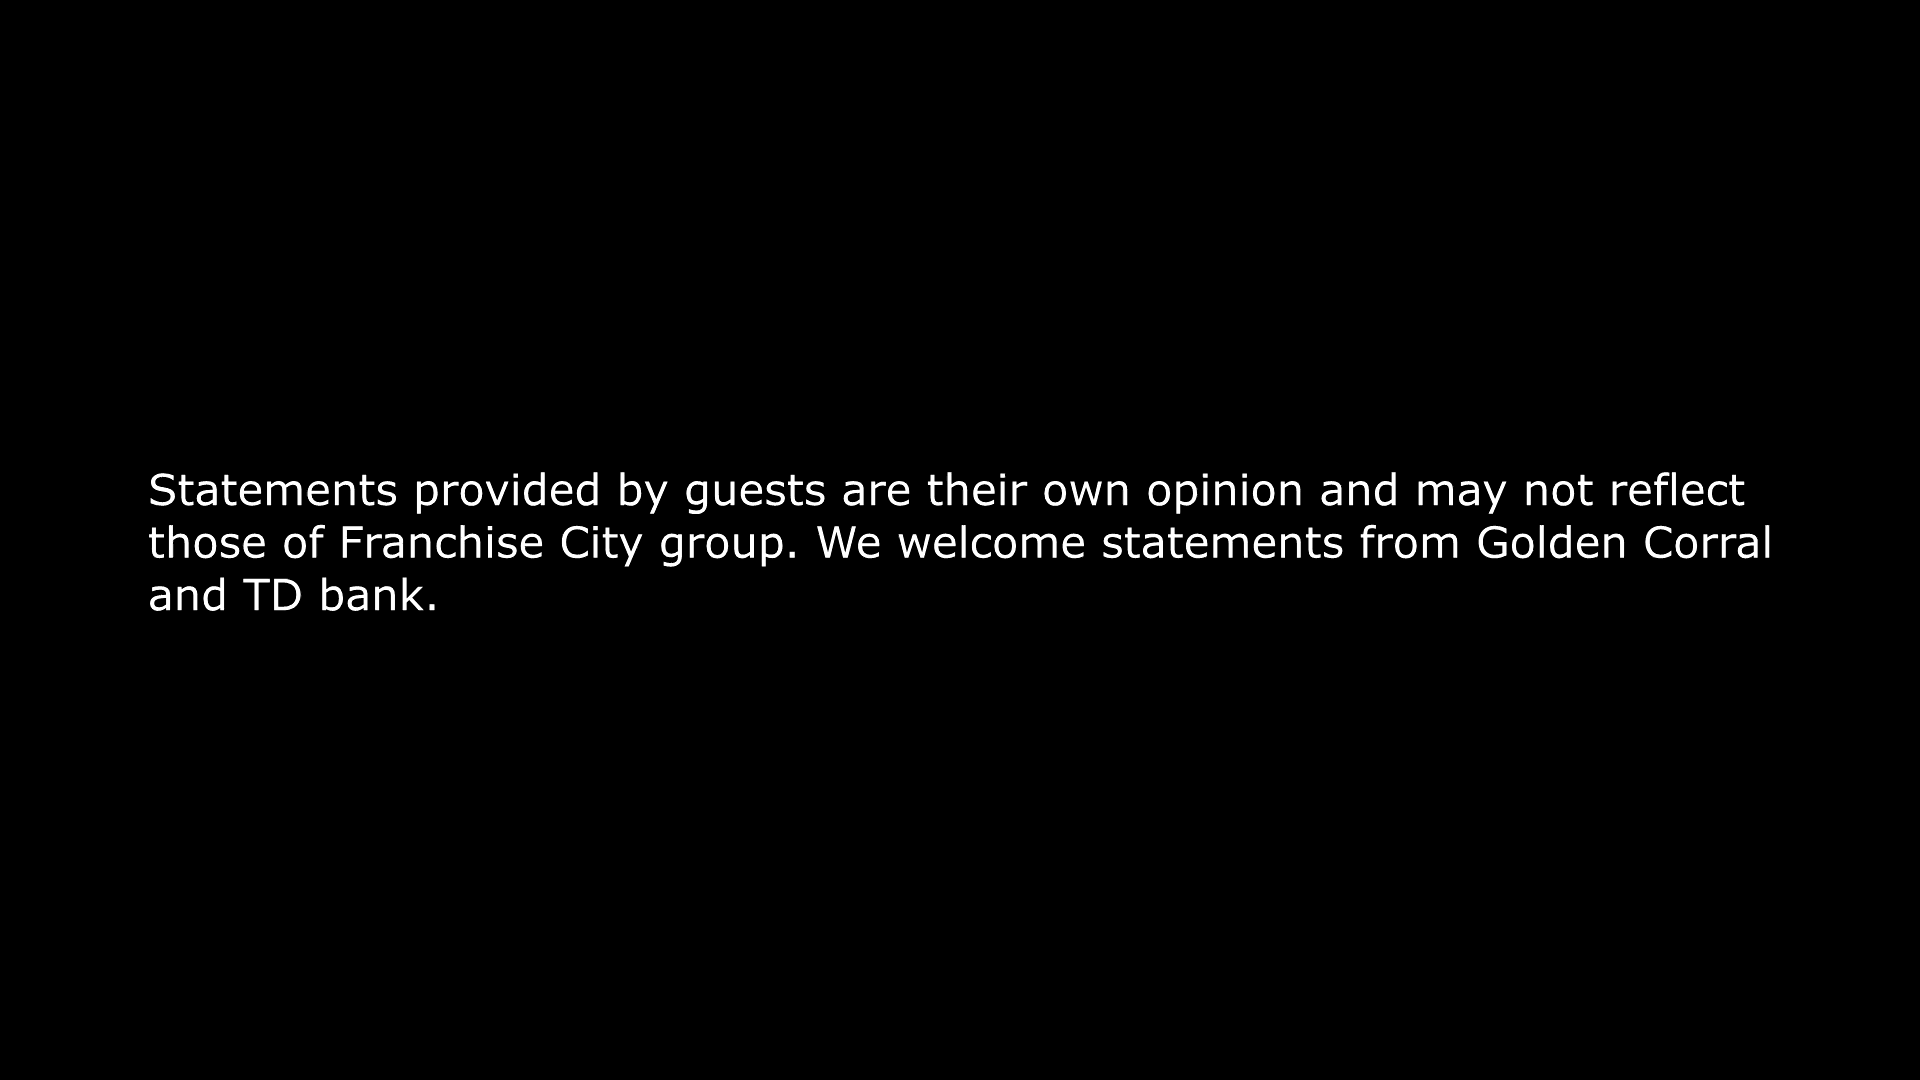 Statements provided by guests are their own opinion and may not reflect
those of Franchise City group. We welcome statements from Golden Corral
and TD bank.